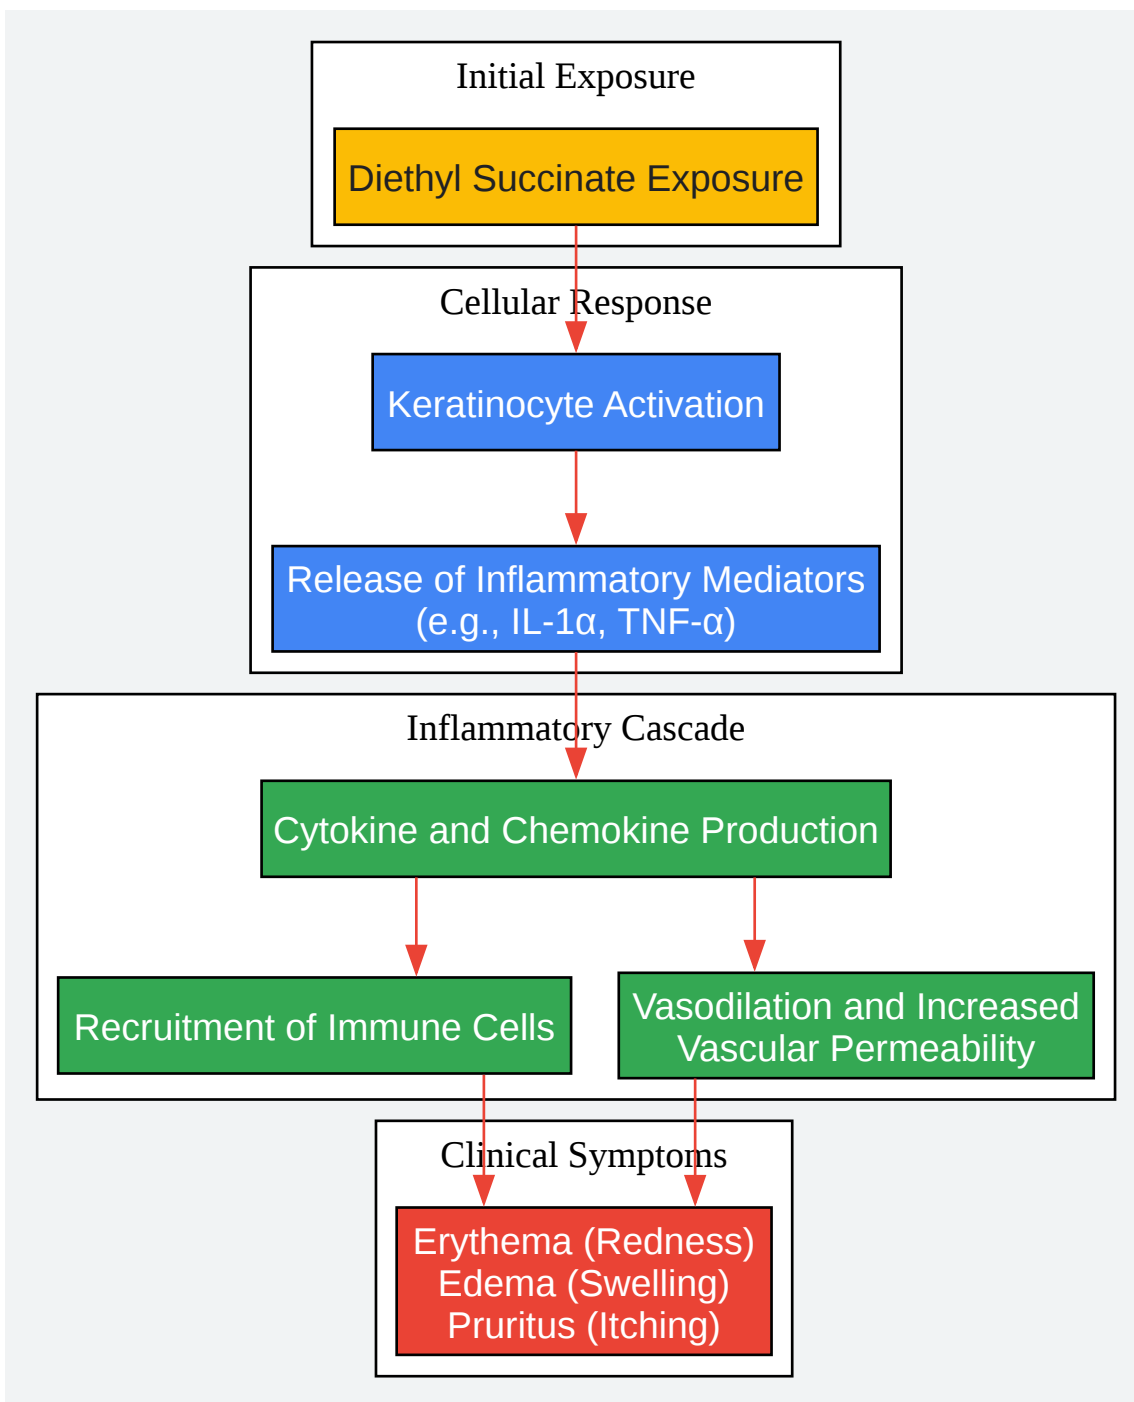 Initial Exposure
Diethyl Succinate Exposure
Cellular Response
Keratinocyte Activation
Release of Inflammatory Mediators
(e.g., IL-1α, TNF-α)
Inflammatory Cascade
Cytokine and Chemokine Production
Recruitment of Immune Cells
Vasodilation and Increased
Vascular Permeability
Clinical Symptoms
Erythema (Redness)
Edema (Swelling)
Pruritus (Itching)